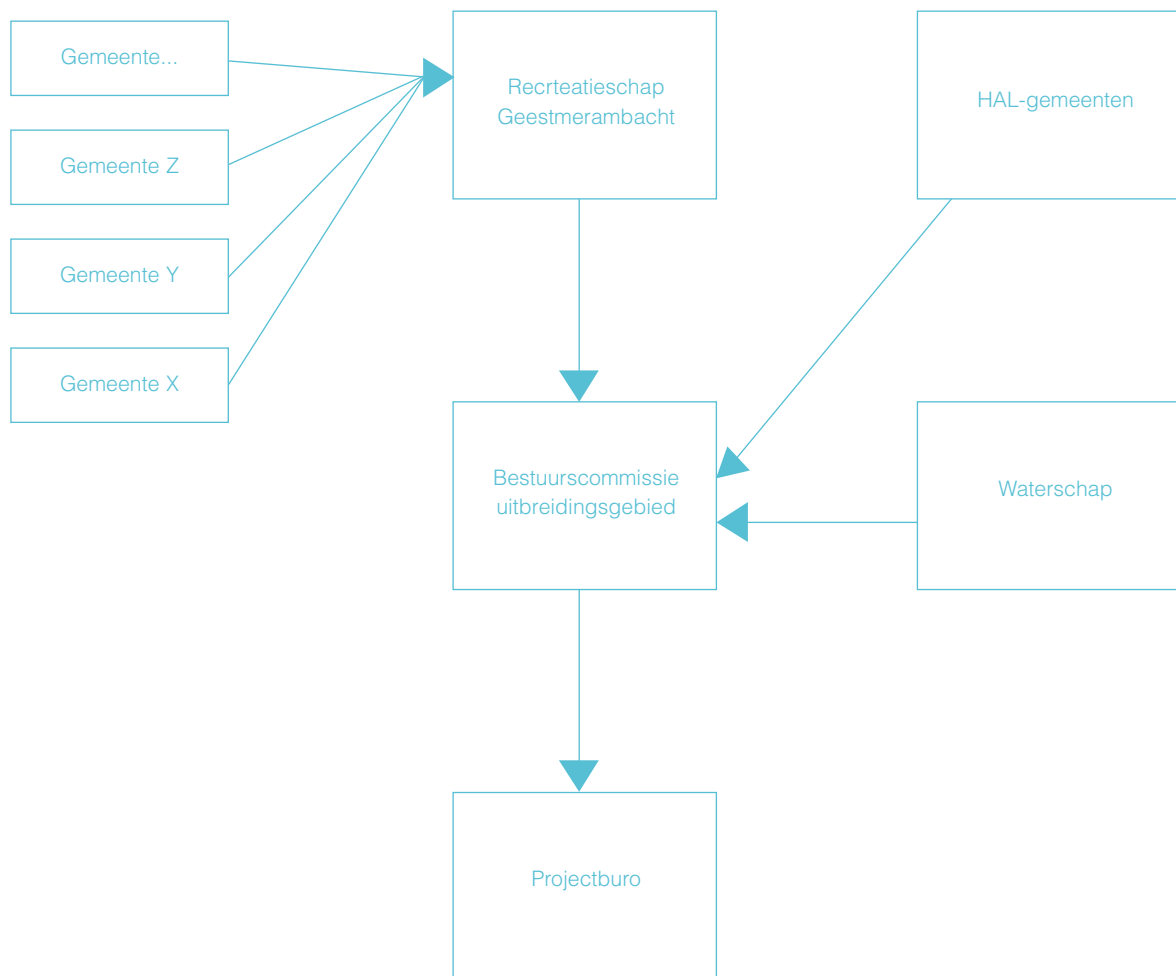 Gemeente...
Gemeente Z
Gemeente Y
Gemeente X
Recrteatieschap
Geestmerambacht
HAL-gemeenten
Bestuurscommissie
uitbreidingsgebied
Waterschap
Projectburo